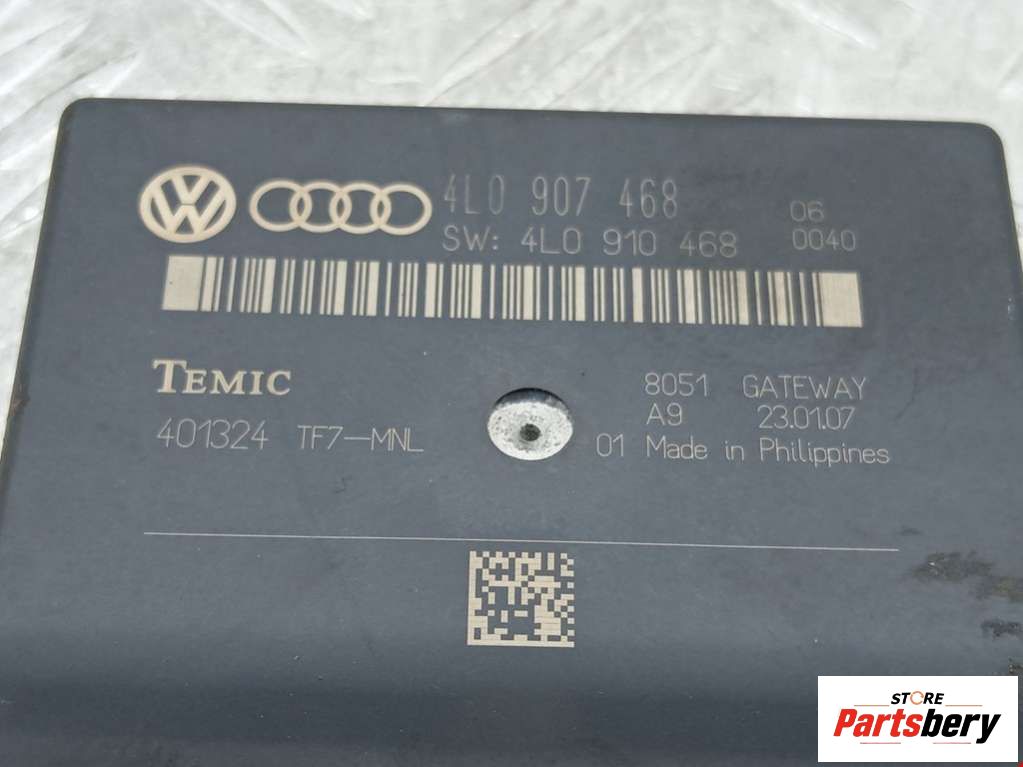 4L0 907 468 06
SW: 4L0 910 468 0040
TEMIC
8051 GATEWAY
A9 23.01.07
401324 TF7-MNL 01 Made in Philippines
STORE
Partsbery